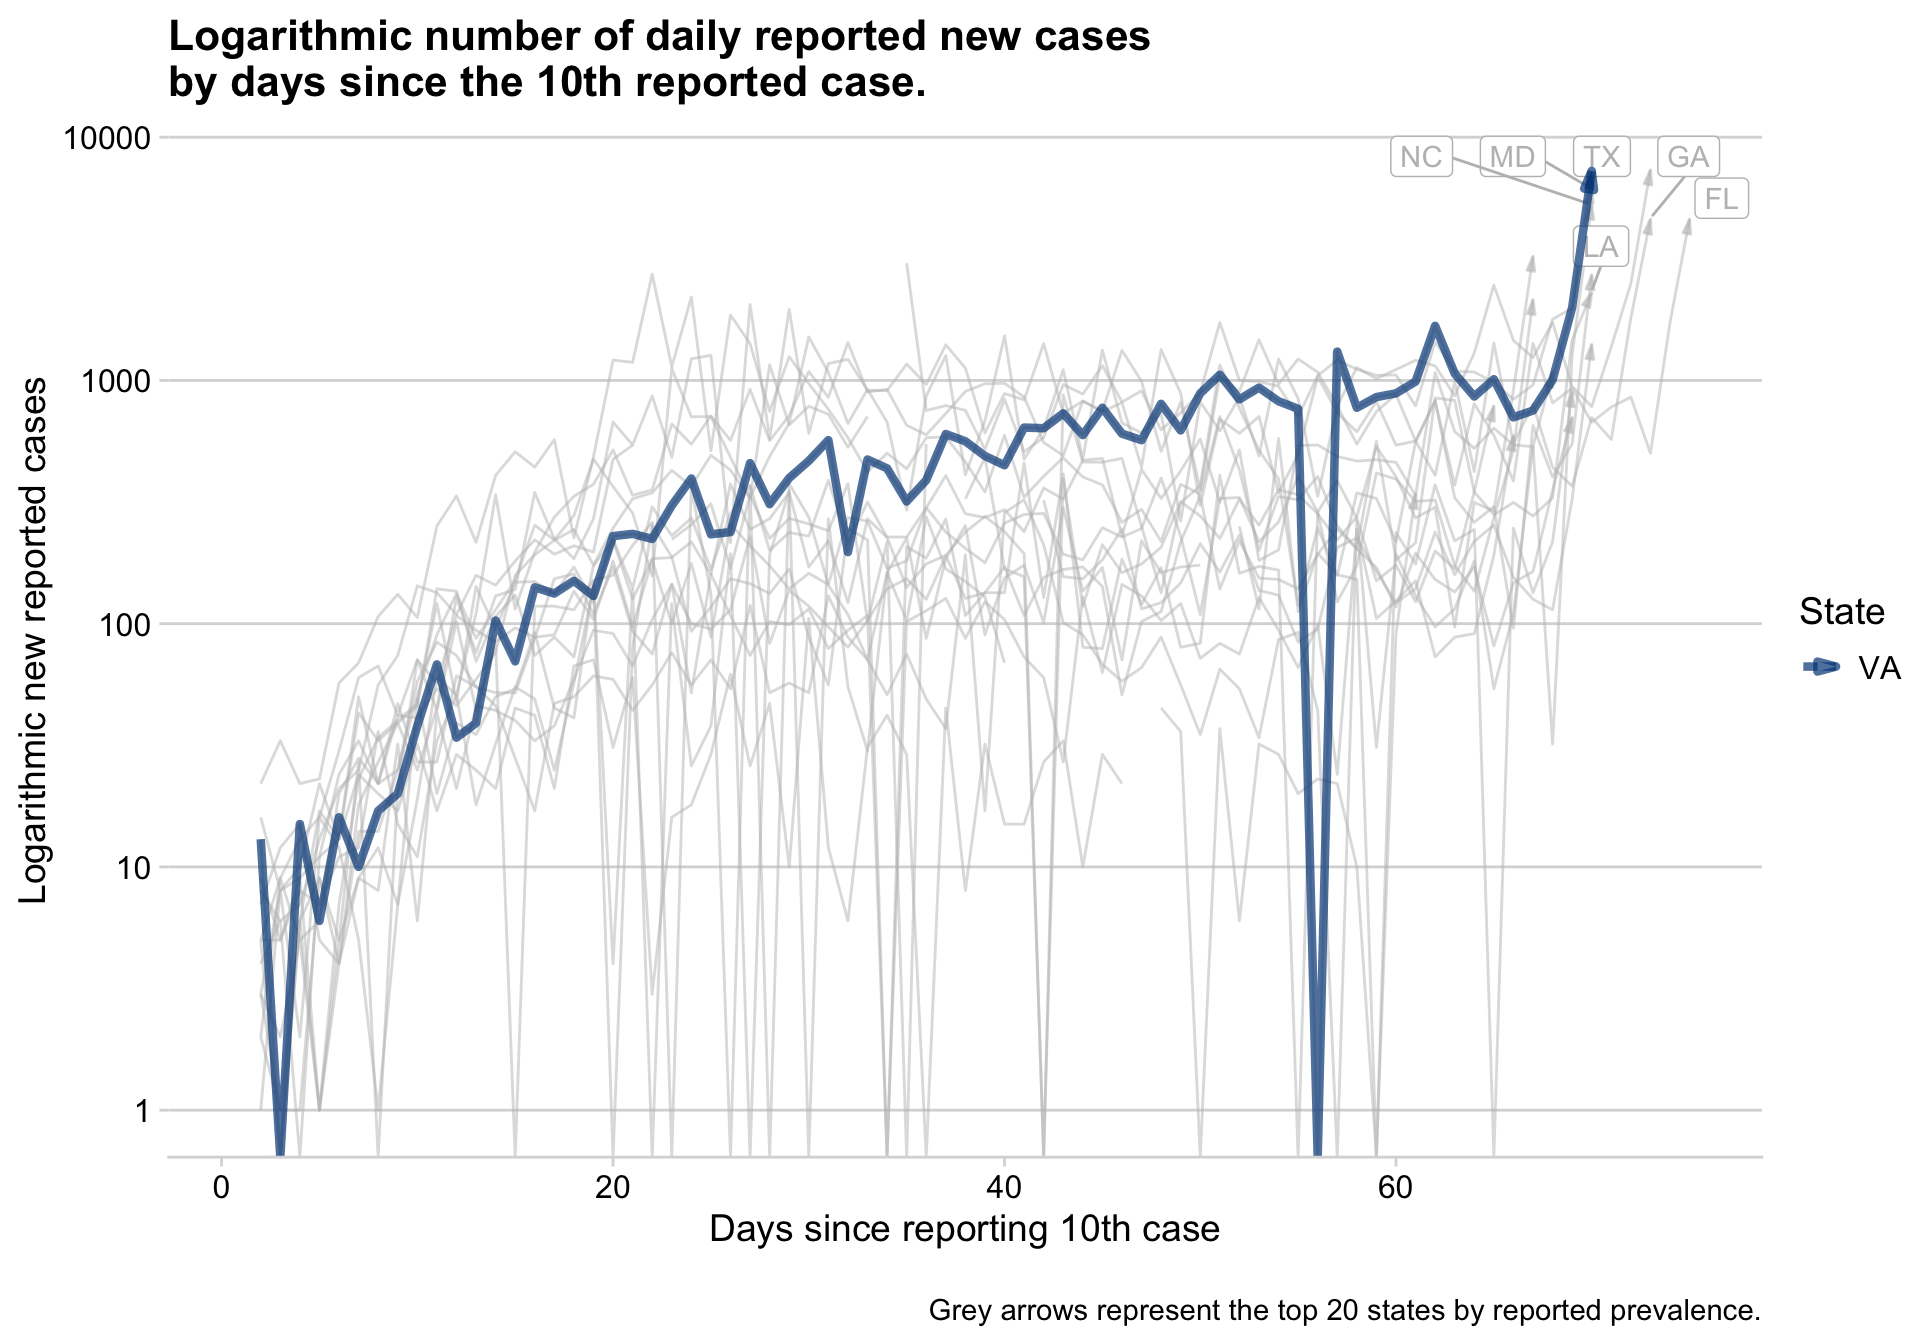 Logarithmic number of daily reported new cases
by days since the 10th reported case.
10000
1000
100
10
1
Logarithmic new reported cases
NC
MD
TX
GA
FL
LA
0
20
40
60
Days since reporting 10th case
State
VA
Grey arrows represent the top 20 states by reported prevalence.